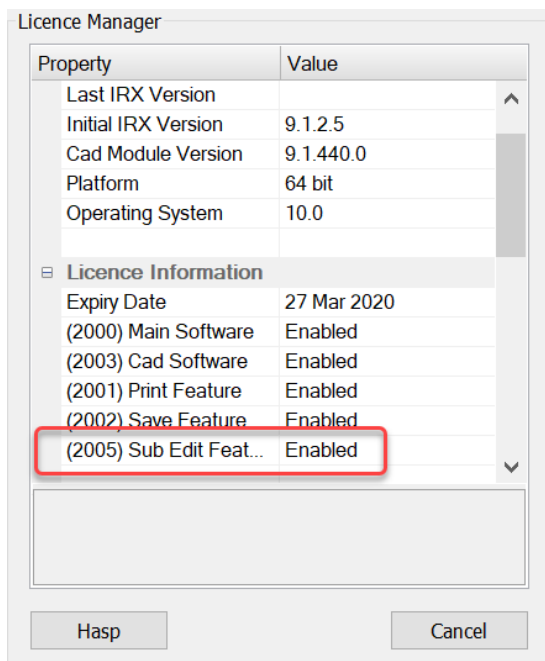 Licence Manager
Property Value
Last IRX Version
Initial IRX Version 9.1.2.5
Cad Module Version 9.1.440.0
Platform 64 bit
Operating System 10.0
Licence Information
Expiry Date 27 Mar 2020
(2000) Main Software Enabled
(2003) Cad Software Enabled
(2001) Print Feature Enabled
(2002) Save Feature Enabled
(2005) Sub Edit Feat... Enabled
Hasp Cancel